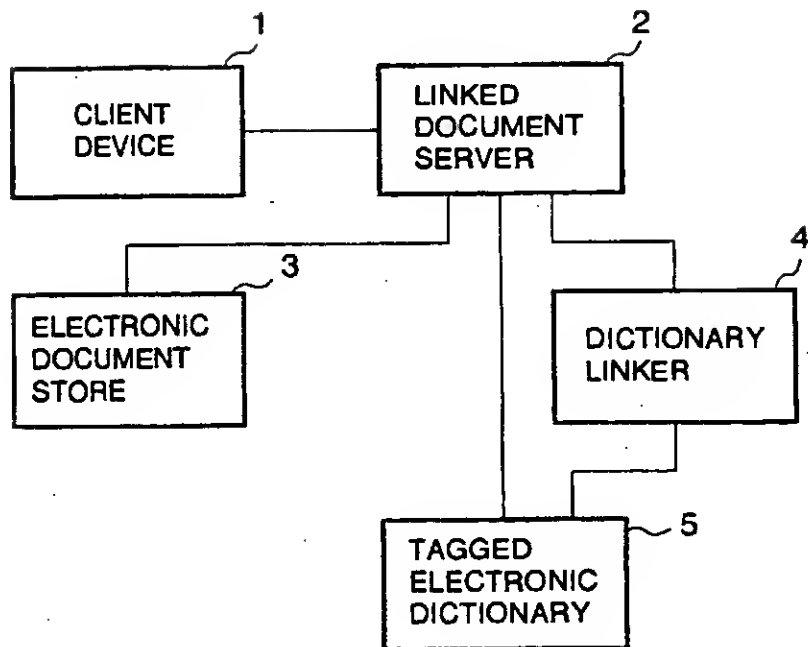 1
CLIENT
DEVICE
2
LINKED
DOCUMENT
SERVER
3
ELECTRONIC
DOCUMENT
STORE
4
DICTIONARY
LINKER
5
TAGGED
ELECTRONIC
DICTIONARY